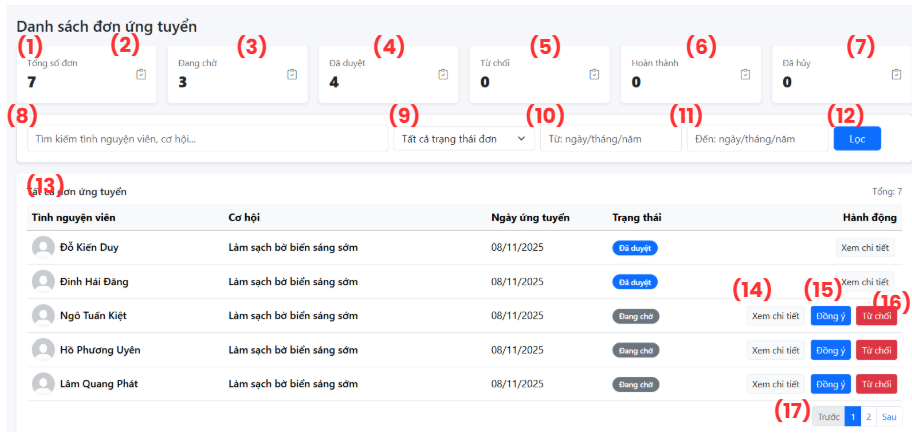 Danh sách đơn ứng tuyển
(1) (2) (3) (4) (5) (6) (7)
Tổng số đơn Đang chờ Đã duyệt Từ chối Hoàn thành Đã hủy
7 3 4 0 0 0
(8) (9) (10) (11) (12)
Tìm kiếm tình nguyện viên, cơ hội... Tất cả trạng thái đơn Từ: ngày/tháng/năm Đến: ngày/tháng/năm Lọc
(13)
Tất cả đơn ứng tuyển Tổng: 7
Tình nguyện viên Cơ hội Ngày ứng tuyển Trạng thái Hành động
Đỗ Kiến Duy Làm sạch bờ biển sáng sớm 08/11/2025 Đã duyệt Xem chi tiết
Đinh Hải Đăng Làm sạch bờ biển sáng sớm 08/11/2025 Đã duyệt Xem chi tiết
(14) (15) (16)
Ngô Tuấn Kiệt Làm sạch bờ biển sáng sớm 08/11/2025 Đang chờ Xem chi tiết Đồng ý Từ chối
Hồ Phương Uyên Làm sạch bờ biển sáng sớm 08/11/2025 Đang chờ Xem chi tiết Đồng ý Từ chối
Lâm Quang Phát Làm sạch bờ biển sáng sớm 08/11/2025 Đang chờ Xem chi tiết Đồng ý Từ chối
(17) Trước 1 2 Sau